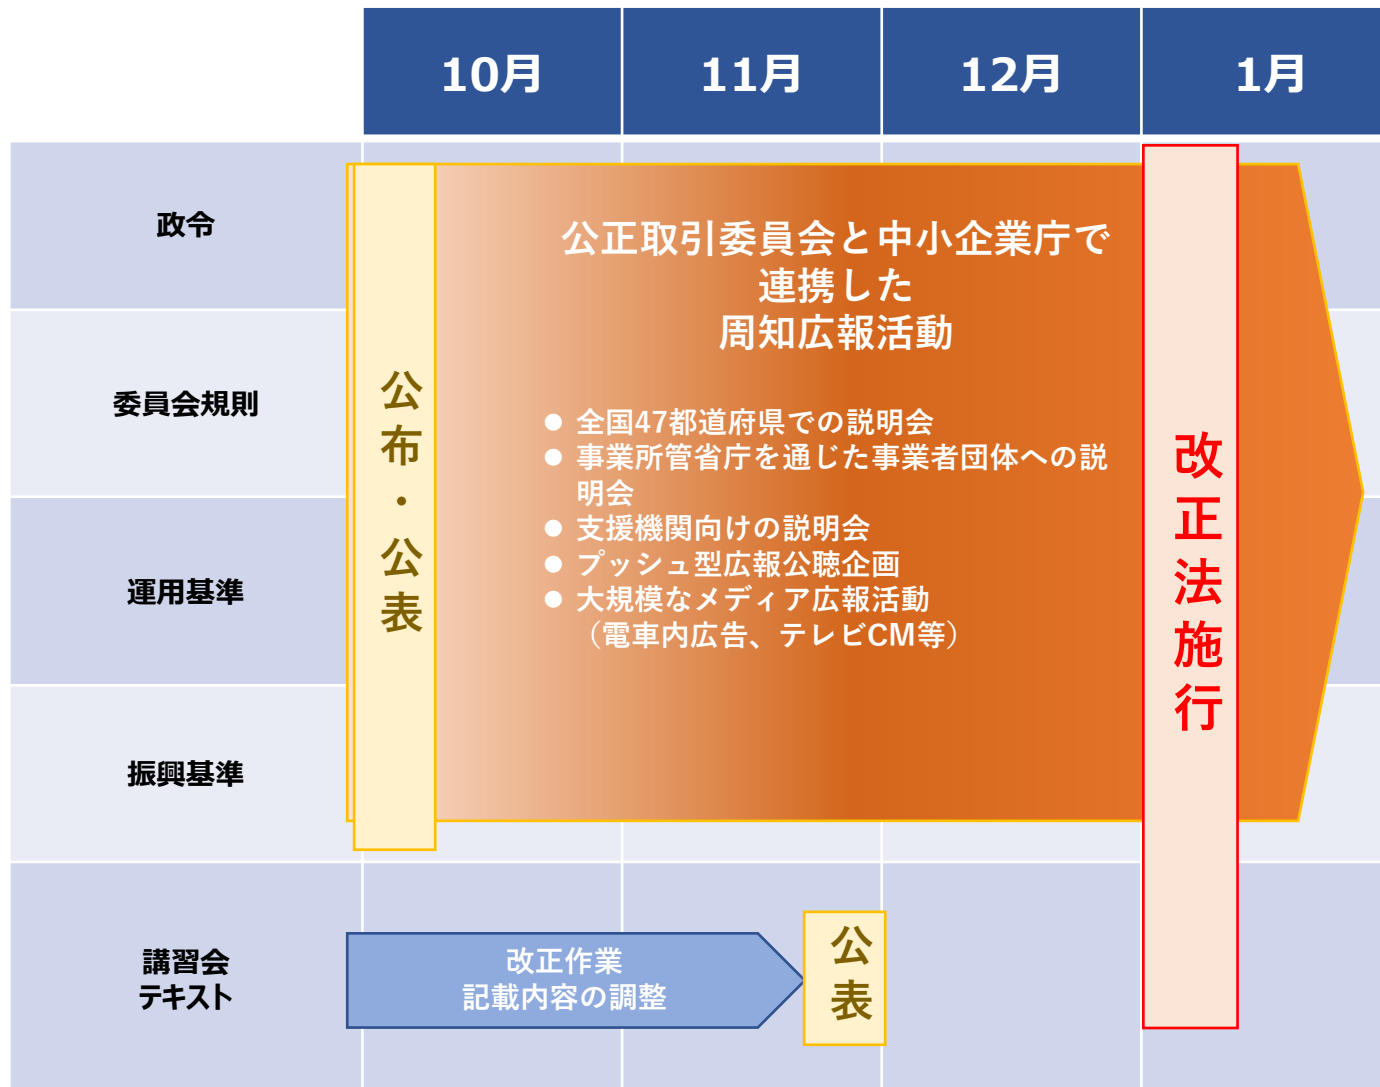 10月
11月
12月
1月
政令
委員会規則
運用基準
振興基準
講習会
テキスト
公布・公表
公正取引委員会と中小企業庁で
連携した
周知広報活動
● 全国47都道府県での説明会
● 事業所管省庁を通じた事業者団体への説
明会
● 支援機関向けの説明会
● プッシュ型広報公聴企画
● 大規模なメディア広報活動
（電車内広告、テレビCM等）
改正法施行
改正作業
記載内容の調整
公表